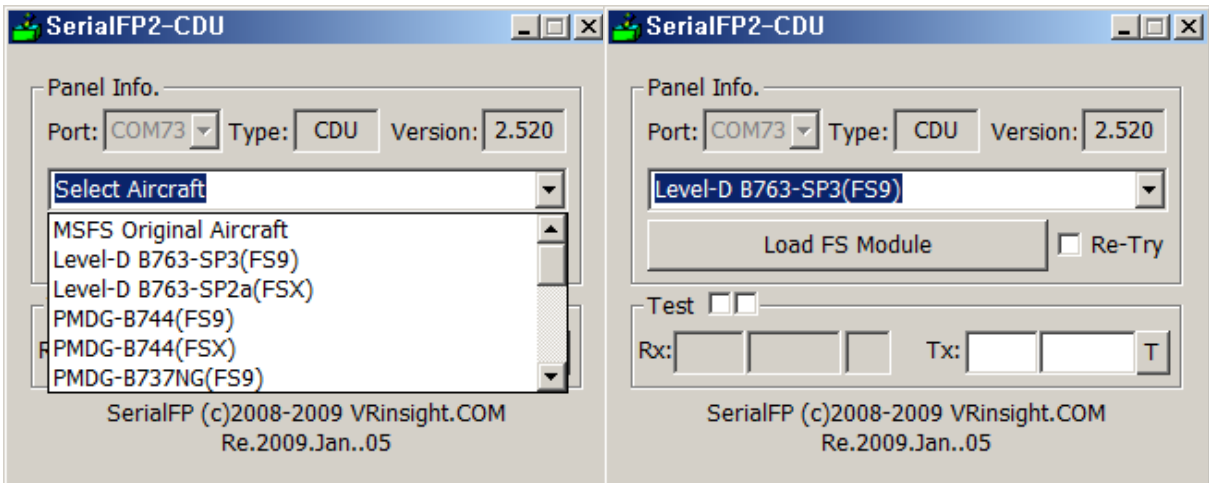 SerialFP2-CDU
Panel Info.
Port: COM73 Type: CDU Version: 2.520
Select Aircraft
MSFS Original Aircraft
Level-D B763-SP3(FS9)
Level-D B763-SP2a(FSX)
PMDG-B744(FS9)
PMDG-B744(FSX)
PMDG-B737NG(FS9)
SerialFP (c)2008-2009 VRinsight.COM
Re.2009.Jan..05
SerialFP2-CDU
Panel Info.
Port: COM73 Type: CDU Version: 2.520
Level-D B763-SP3(FS9)
Load FS Module Re-Try
Test
Rx: Tx: T
SerialFP (c)2008-2009 VRinsight.COM
Re.2009.Jan..05